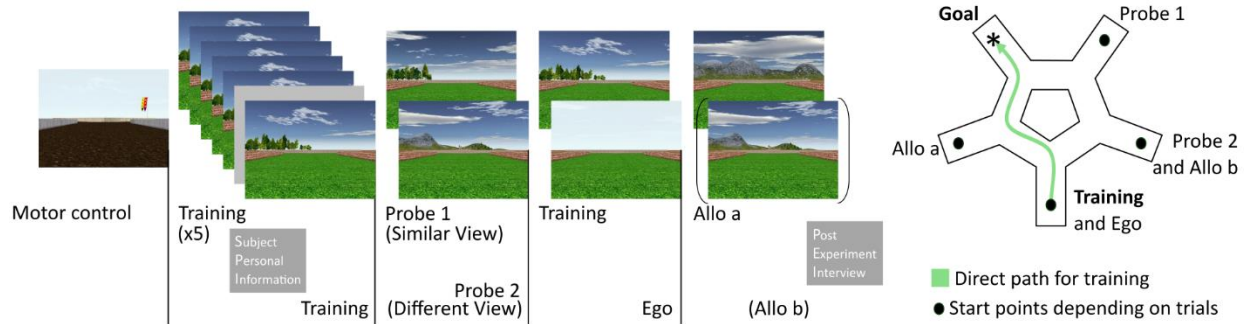 Motor control
Training
(x5)
Subject
Personal
Information
Training
Probe 1
(Similar View)
Probe 2
(Different View)
Training
Ego
Allo a
Post
Experiment
Interview
(Allo b)
Goal
*
Probe 1
Allo a
Probe 2
and Allo b
Training
and Ego
Direct path for training
Start points depending on trials